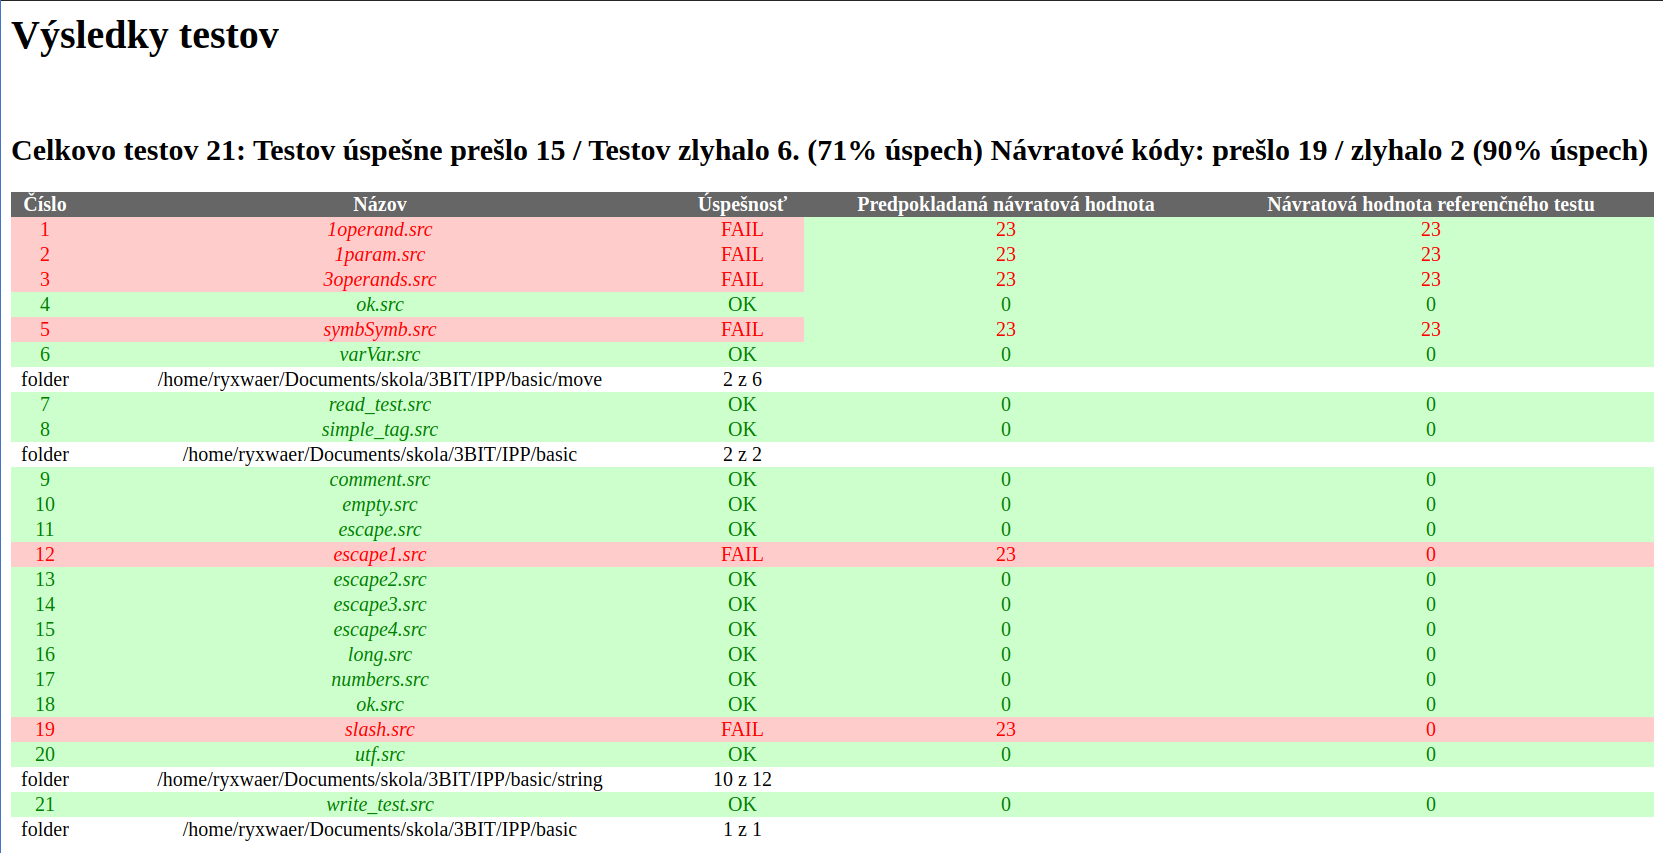 Výsledky testov
Celkovo testov 21: Testov úspešne prešlo 15 / Testov zlyhalo 6. (71% úspech) Návratové kódy: prešlo 19 / zlyhalo 2 (90% úspech)
Číslo Názov Úspešnosť Predpokladaná návratová hodnota Návratová hodnota referenčného testu
1 1operand.src FAIL 23 23
2 1param.src FAIL 23 23
3 3operands.src FAIL 23 23
4 ok.src OK 0 0
5 symbSymb.src FAIL 23 23
6 varVar.src OK 0 0
folder /home/ryxwaer/Documents/skola/3BIT/IPP/basic/move 2 z 6
7 read_test.src OK 0 0
8 simple_tag.src OK 0 0
folder /home/ryxwaer/Documents/skola/3BIT/IPP/basic 2 z 2
9 comment.src OK 0 0
10 empty.src OK 0 0
11 escape.src OK 0 0
12 escape1.src FAIL 23 0
13 escape2.src OK 0 0
14 escape3.src OK 0 0
15 escape4.src OK 0 0
16 long.src OK 0 0
17 numbers.src OK 0 0
18 ok.src OK 0 0
19 slash.src FAIL 23 0
20 utf.src OK 0 0
folder /home/ryxwaer/Documents/skola/3BIT/IPP/basic/string 10 z 12
21 write_test.src OK 0 0
folder /home/ryxwaer/Documents/skola/3BIT/IPP/basic 1 z 1